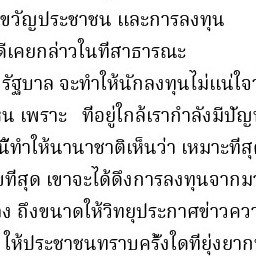 ขวัญประชาชน และการลงทุน
ดีเคยกล่าวในที่สาธารณะ
รัฐบาล จะทำให้นักลงทุนไม่แน่ใจ
น เพราะ ที่อยู่ใกล้เรากำลังมีปัญ
นี้ทำให้นานาชาติเห็นว่า เหมาะที่สุ
ที่สุด เขาจะได้ดึงการลงทุนจากม
ง ถึงขนาดให้วิทยุประกาศข่าวคว
ให้ประชาชนทราบครั้งใดที่ยุ่งยาก